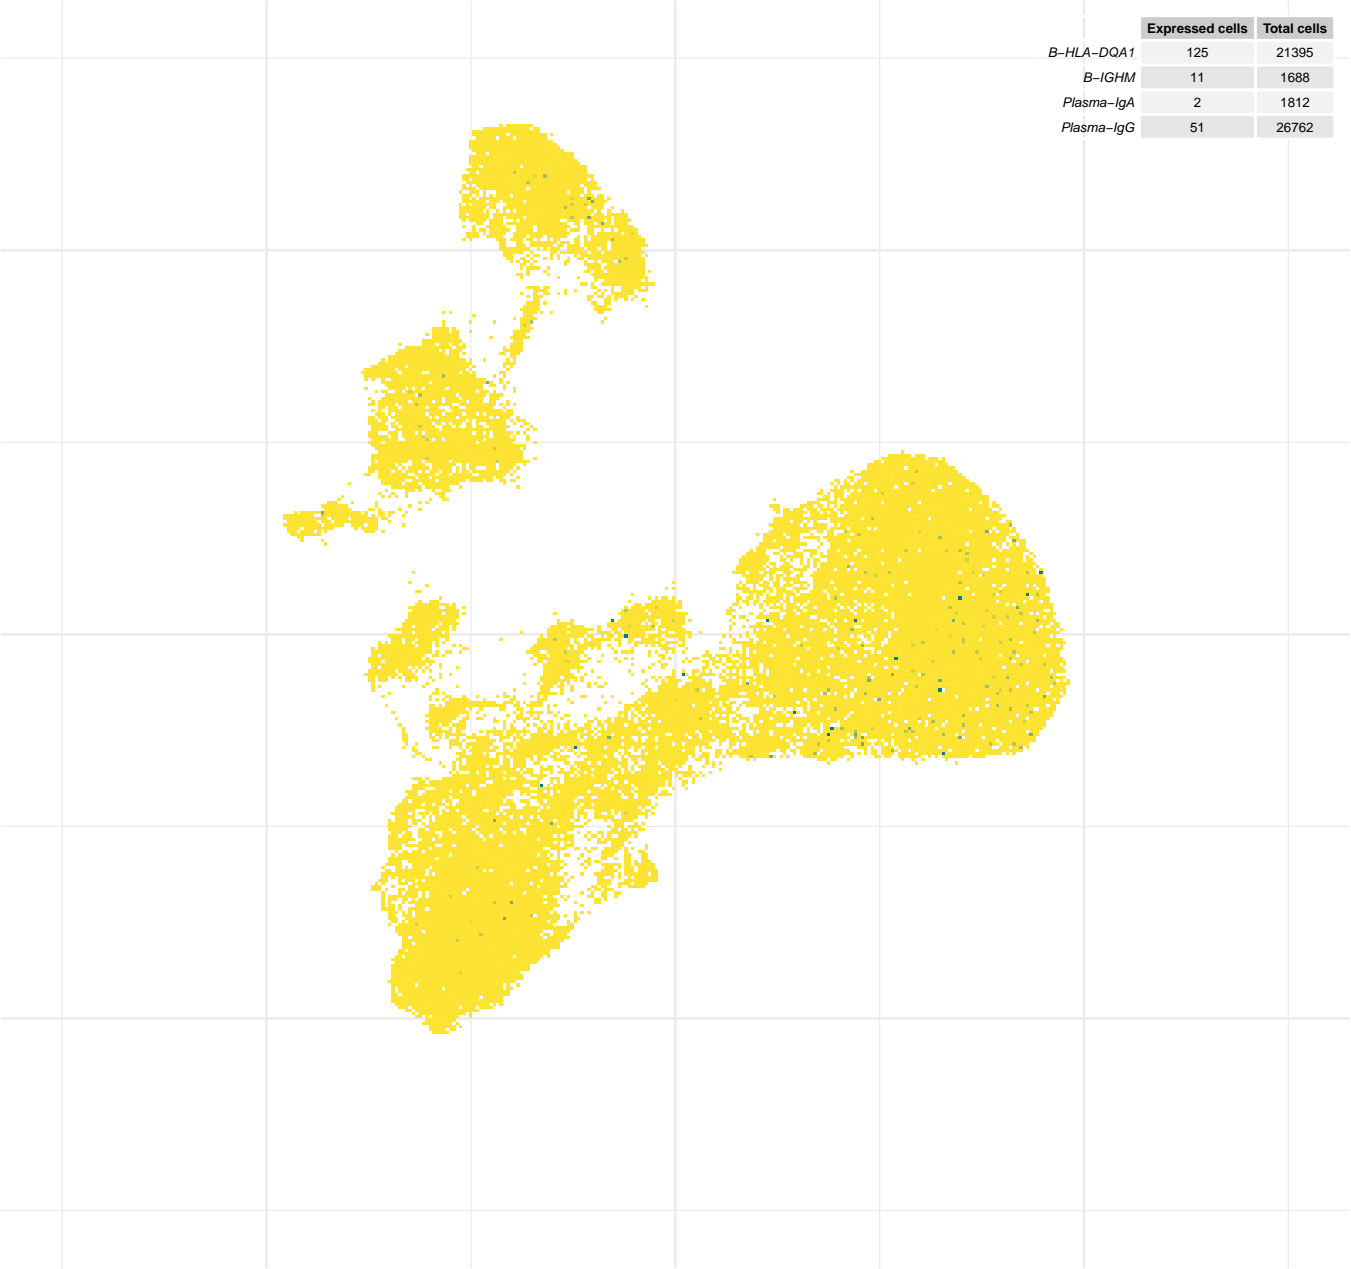 Expressed cells Total cells
B−HLA−DQA1 125 21395
B−IGHM 11 1688
Plasma−IgA 2 1812
Plasma−IgG 51 26762